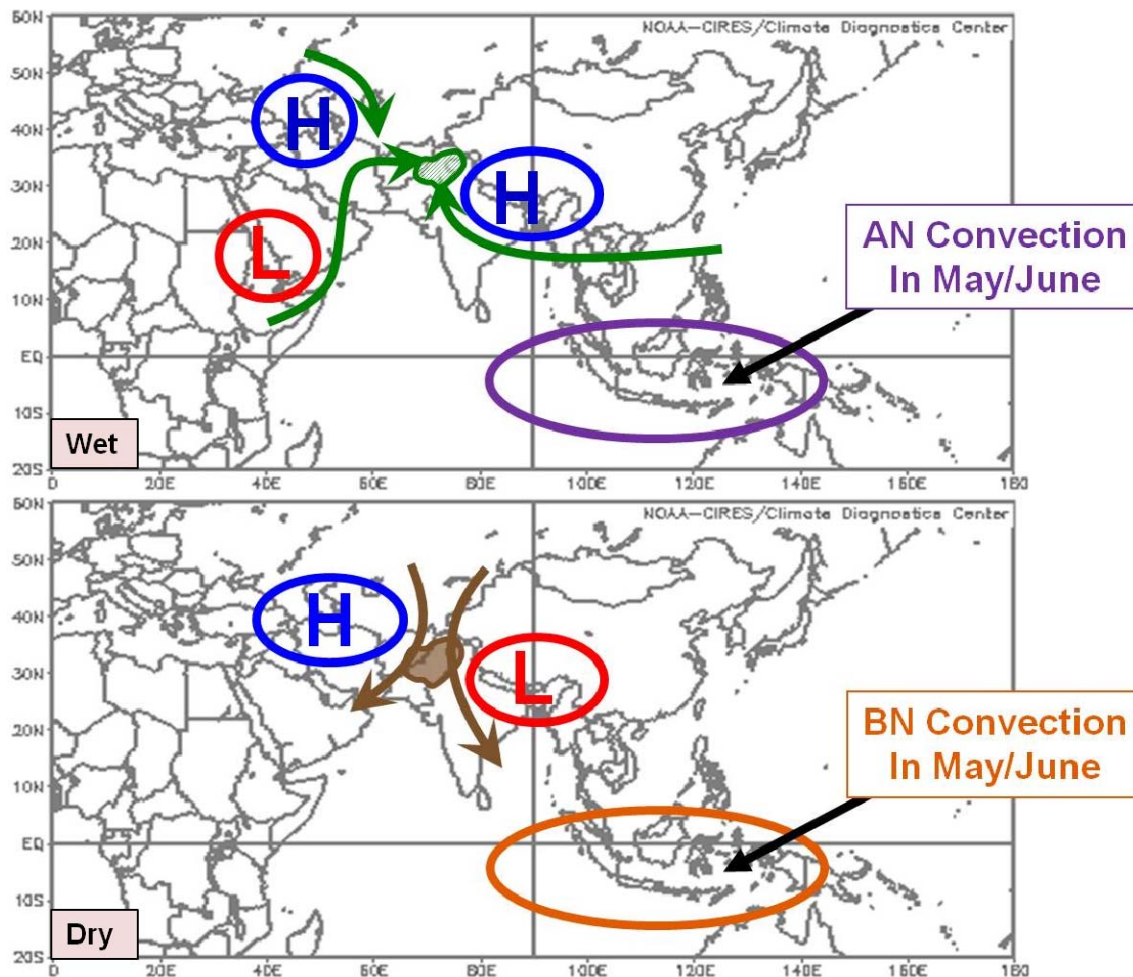 50N
NOAA-CIRES/Climate Diagnostics Center
50N
40N
30N
20N
10N
EQ
10S
20S
H
H
L
AN Convection
In May/June
Wet
0
20E
40E
60E
80E
100E
120E
140E
160E
180
50N
NOAA-CIRES/Climate Diagnostics Center
50N
40N
30N
20N
10N
EQ
10S
20S
H
L
BN Convection
In May/June
Dry
0
20E
40E
60E
80E
100E
120E
140E
160E
180